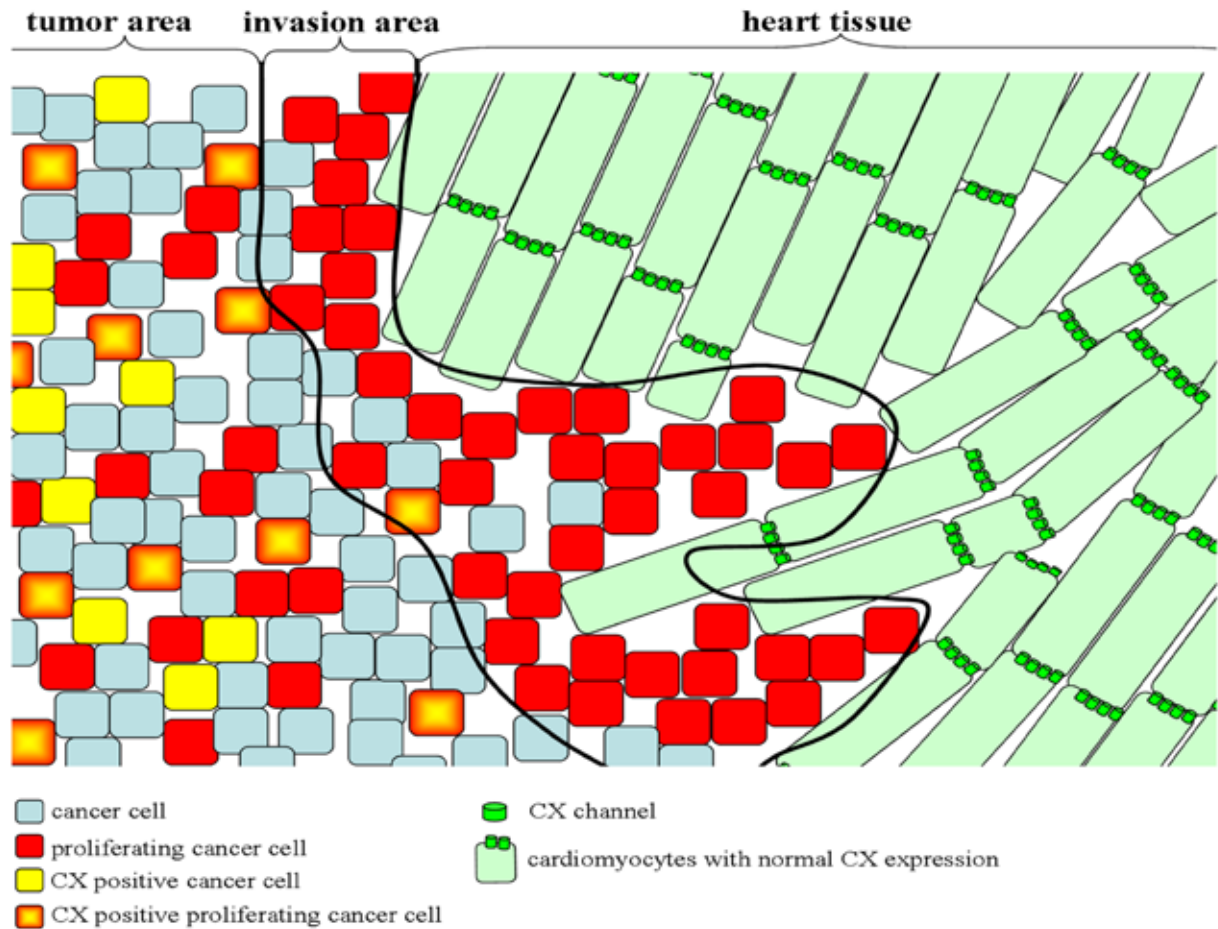 tumor area invasion area heart tissue
cancer cell
proliferating cancer cell
CX positive cancer cell
CX positive proliferating cancer cell
CX channel
cardiomyocytes with normal CX expression